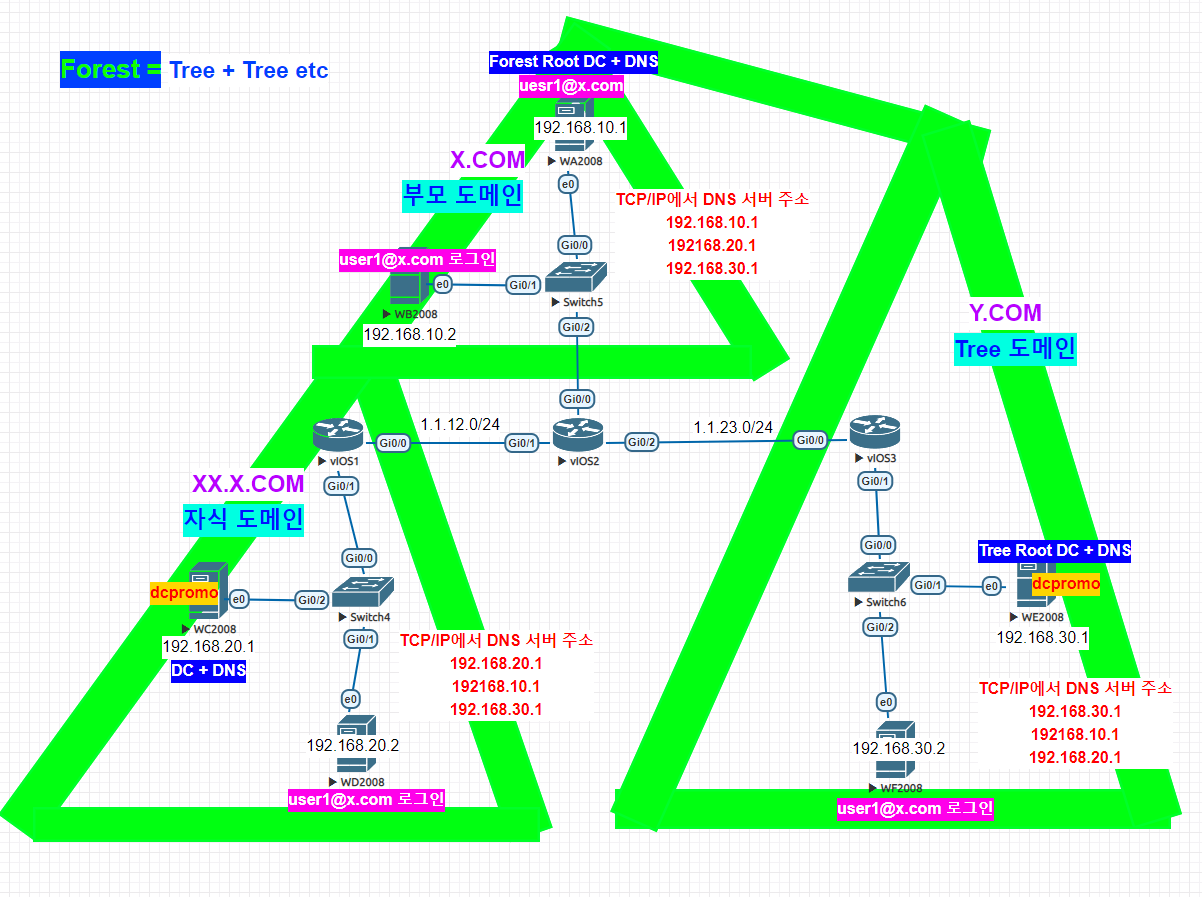 Forest = Tree + Tree etc
Forest Root DC + DNS
uesr1@x.com
192.168.10.1
WA2008
e0
X.COM
부모 도메인
TCP/IP에서 DNS 서버 주소
192.168.10.1
192168.20.1
192.168.30.1
Gi0/0
user1@x.com 로그인
e0
Gi0/1
Switch5
WB2008
192.168.10.2
Gi0/2
Y.COM
Tree 도메인
Gi0/0
1.1.12.0/24
1.1.23.0/24
Gi0/0
Gi0/1
Gi0/2
Gi0/0
vIOS1
vIOS2
vIOS3
XX.X.COM
자식 도메인
Gi0/1
Gi0/1
Gi0/0
Gi0/0
Tree Root DC + DNS
dcpromo
e0
Gi0/2
Switch4
WC2008
192.168.20.1
DC + DNS
Gi0/1
Gi0/1
e0
dcpromo
Switch6
WE2008
192.168.30.1
Gi0/2
TCP/IP에서 DNS 서버 주소
192.168.20.1
192168.10.1
192.168.30.1
TCP/IP에서 DNS 서버 주소
192.168.30.1
192168.10.1
192.168.20.1
e0
192.168.20.2
WD2008
user1@x.com 로그인
e0
192.168.30.2
WF2008
user1@x.com 로그인